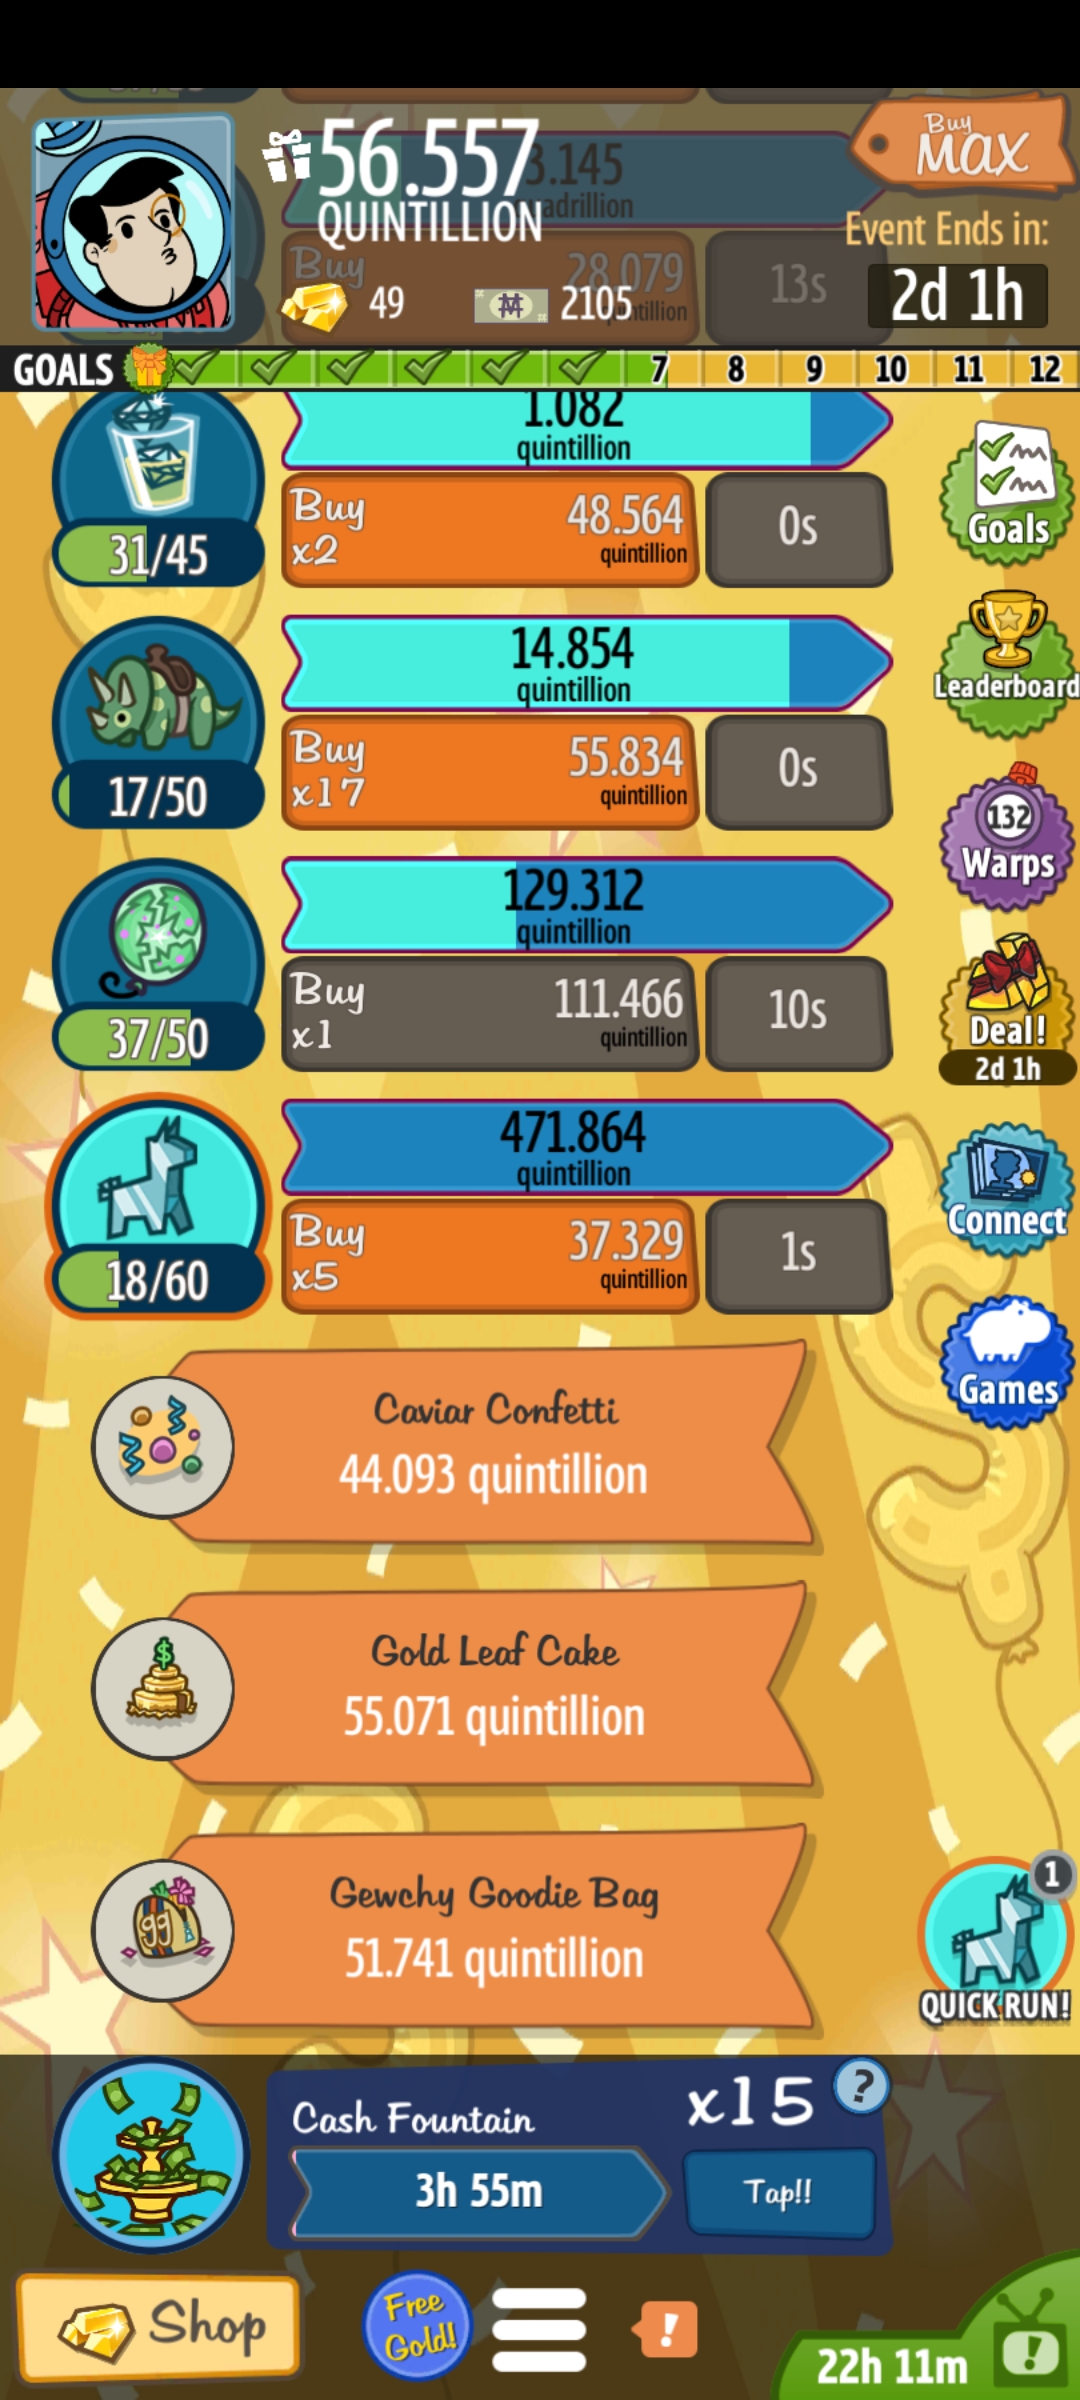 56.557
QUINTILLION
3.145
Buy
MAX
Event Ends in:
2d 1h
Buy
28.079
13s
49
2105
GOALS
7
8
9
10
11
12
1.082
quintillion
31/45
Buy
x2
48.564
quintillion
0s
Goals
14.854
quintillion
17/50
Buy
x17
55.834
quintillion
0s
Leaderboard
129.312
quintillion
37/50
Buy
x1
111.466
quintillion
10s
132
Warps
Deal!
2d 1h
471.864
quintillion
18/60
Buy
x5
37.329
quintillion
1s
Connect
Games
Caviar Confetti
44.093 quintillion
Gold Leaf Cake
55.071 quintillion
Gewchy Goodie Bag
51.741 quintillion
1
QUICK RUN!
Cash Fountain
x15
?
3h 55m
Tap!!
Shop
Free
Gold!
!
22h 11m
!